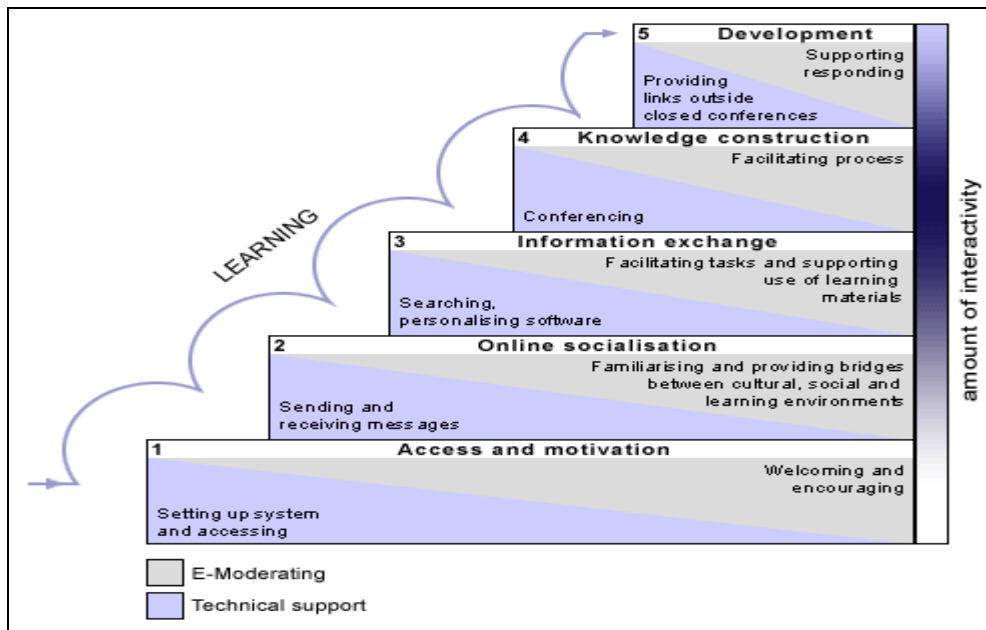 5 Development
Supporting
responding
Providing
links outside
closed conferences
4 Knowledge construction
Facilitating process
Conferencing
LEARNING
3 Information exchange
Facilitating tasks and supporting
use of learning
materials
Searching,
personalising software
2 Online socialisation
Familiarising and providing bridges
between cultural, social and
learning environments
Sending and
receiving messages
1 Access and motivation
Welcoming and
encouraging
Setting up system
and accessing
amount of interactivity
E-Moderating
Technical support